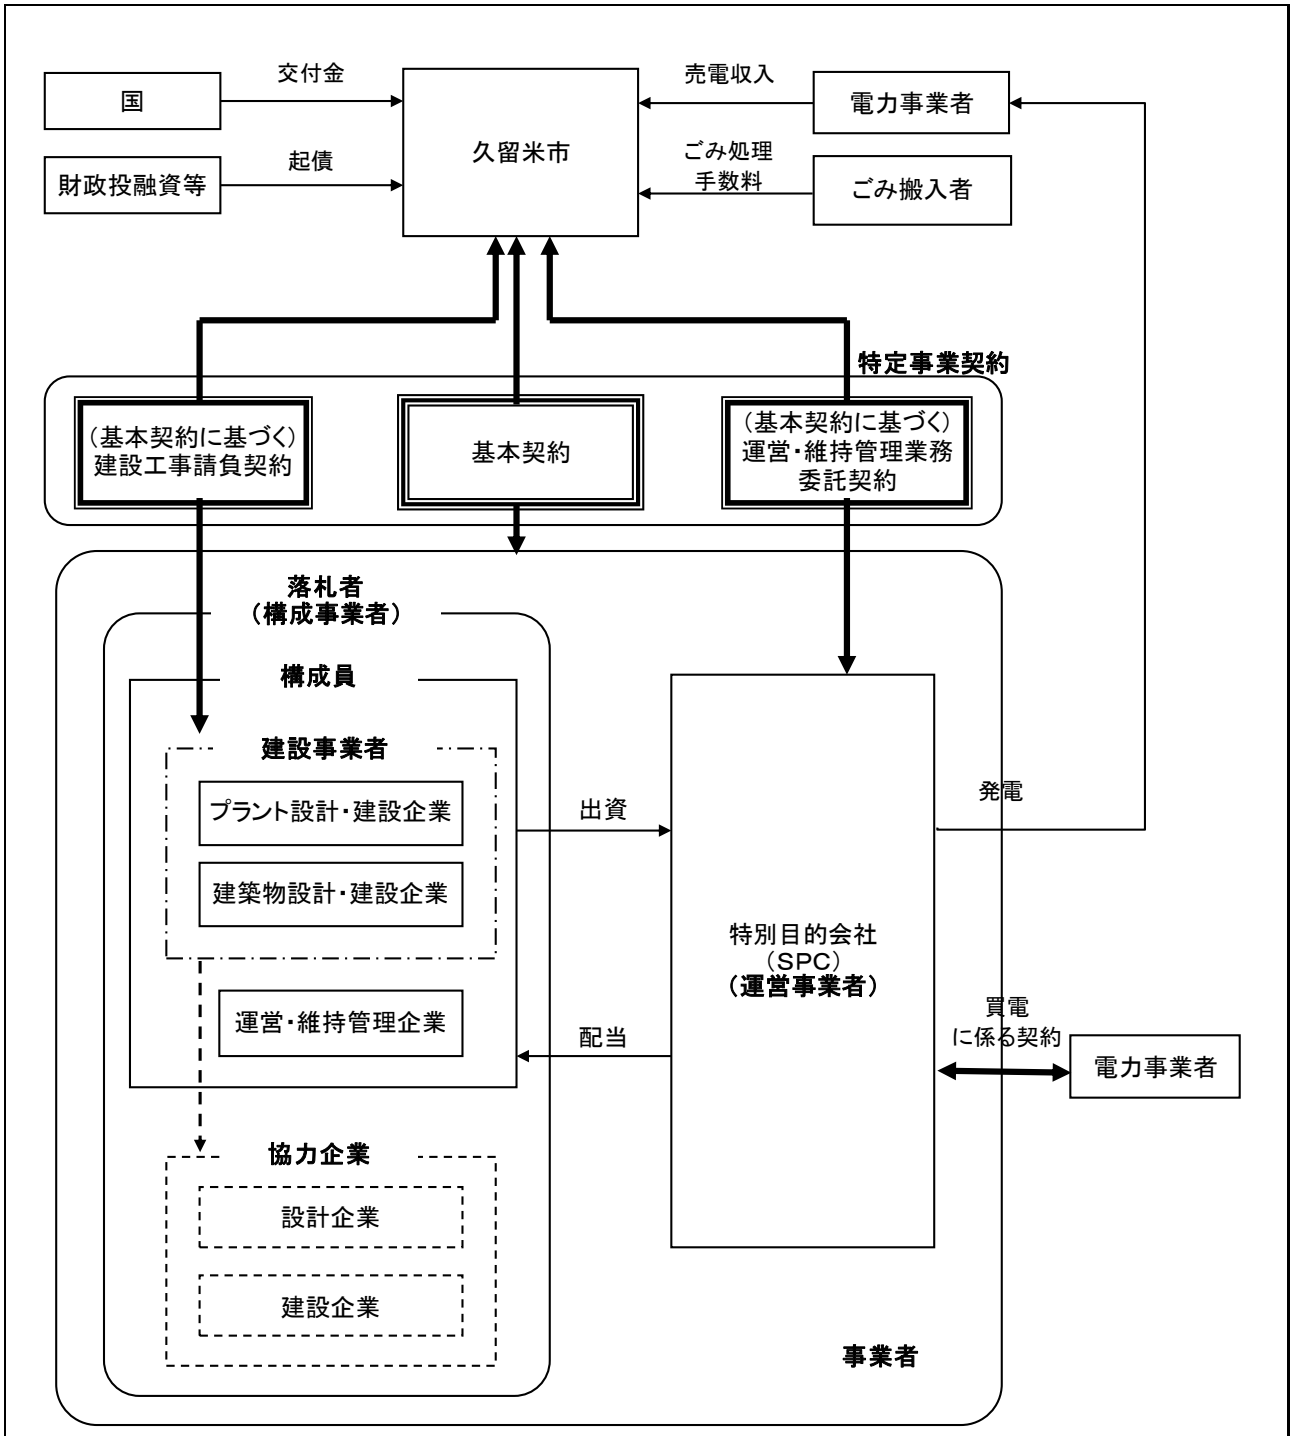 国
交付金
久留米市
売電収入
電力事業者
財政投融資等
起債
ごみ処理
手数料
ごみ搬入者
特定事業契約
（基本契約に基づく）
建設工事請負契約
基本契約
（基本契約に基づく）
運営・維持管理業務
委託契約
落札者
（構成事業者）
構成員
建設事業者
プラント設計・建設企業
建築物設計・建設企業
運営・維持管理企業
出資
配当
特別目的会社
（SPC）
（運営事業者）
発電
買電
に係る契約
電力事業者
協力企業
設計企業
建設企業
事業者